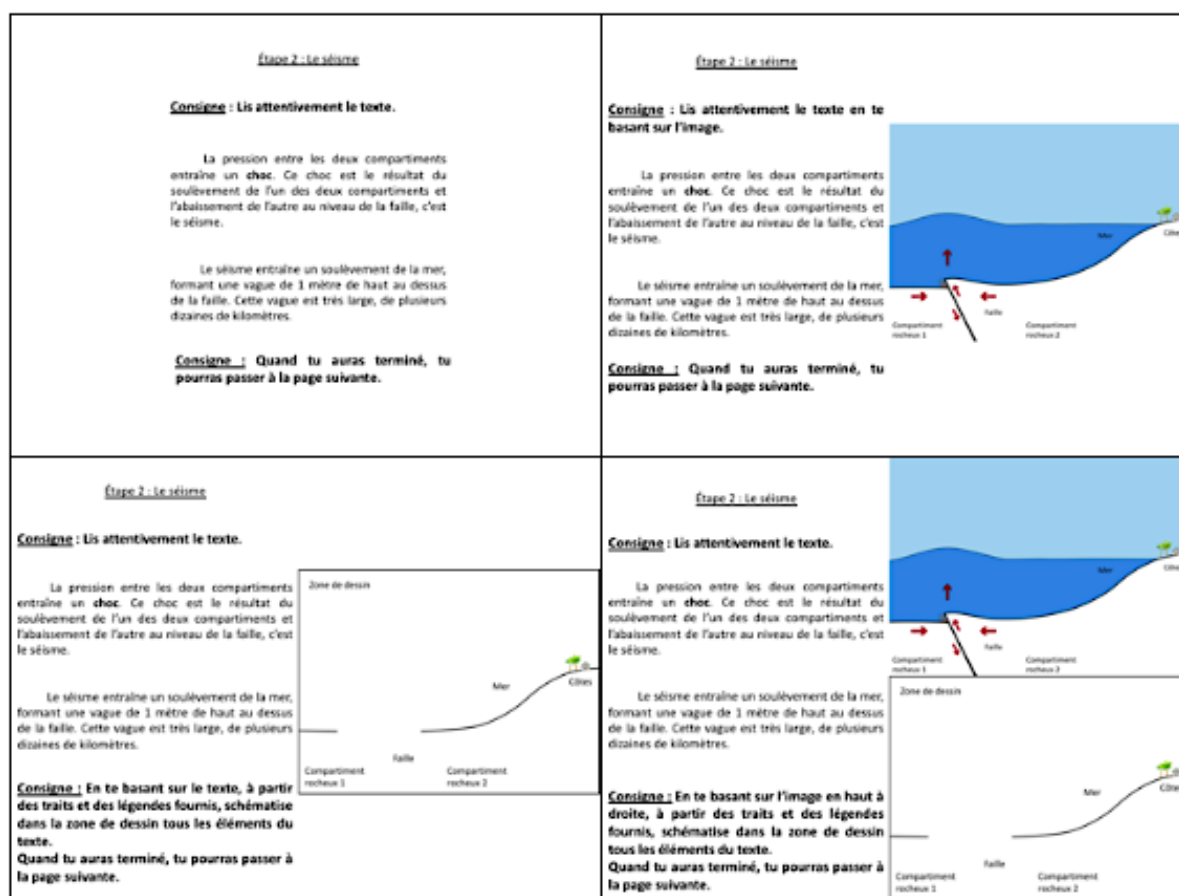 Étape 2 : Le séisme
Consigne : Lis attentivement le texte.
La pression entre les deux compartiments
entraîne un choc. Ce choc est le résultat du
soulèvement de l'un des deux compartiments et
l'abaissement de l'autre au niveau de la faille, c'est
le séisme.
Le séisme entraîne un soulèvement de la mer,
formant une vague de 1 mètre de haut au dessus
de la faille. Cette vague est très large, de plusieurs
dizaines de kilomètres.
Consigne : Quand tu auras terminé, tu
pourras passer à la page suivante.
Étape 2 : Le séisme
Consigne : Lis attentivement le texte en te
basant sur l'image.
La pression entre les deux compartiments
entraîne un choc. Ce choc est le résultat du
soulèvement de l'un des deux compartiments et
l'abaissement de l'autre au niveau de la faille, c'est
le séisme.
Le séisme entraîne un soulèvement de la mer,
formant une vague de 1 mètre de haut au dessus
de la faille. Cette vague est très large, de plusieurs
dizaines de kilomètres.
Consigne : Quand tu auras terminé, tu
pourras passer à la page suivante.
Mer
Côtes
Faille
Compartiment
rocheux 1
Compartiment
rocheux 2
Étape 2 : Le séisme
Consigne : Lis attentivement le texte.
La pression entre les deux compartiments
entraîne un choc. Ce choc est le résultat du
soulèvement de l'un des deux compartiments et
l'abaissement de l'autre au niveau de la faille, c'est
le séisme.
Le séisme entraîne un soulèvement de la mer,
formant une vague de 1 mètre de haut au dessus
de la faille. Cette vague est très large, de plusieurs
dizaines de kilomètres.
Consigne : En te basant sur le texte, à partir
des traits et des légendes fournis, schématise
dans la zone de dessin tous les éléments du
texte.
Quand tu auras terminé, tu pourras passer à
la page suivante.
Zone de dessin
Mer
Côtes
Faille
Compartiment
rocheux 1
Compartiment
rocheux 2
Étape 2 : Le séisme
Consigne : Lis attentivement le texte.
La pression entre les deux compartiments
entraîne un choc. Ce choc est le résultat du
soulèvement de l'un des deux compartiments et
l'abaissement de l'autre au niveau de la faille, c'est
le séisme.
Le séisme entraîne un soulèvement de la mer,
formant une vague de 1 mètre de haut au dessus
de la faille. Cette vague est très large, de plusieurs
dizaines de kilomètres.
Consigne : En te basant sur l'image en haut à
droite, à partir des traits et des légendes
fournis, schématise dans la zone de dessin
tous les éléments du texte.
Quand tu auras terminé, tu pourras passer à
la page suivante.
Mer
Côtes
Faille
Compartiment
rocheux 1
Compartiment
rocheux 2
Zone de dessin
Mer
Côtes
Faille
Compartiment
rocheux 1
Compartiment
rocheux 2